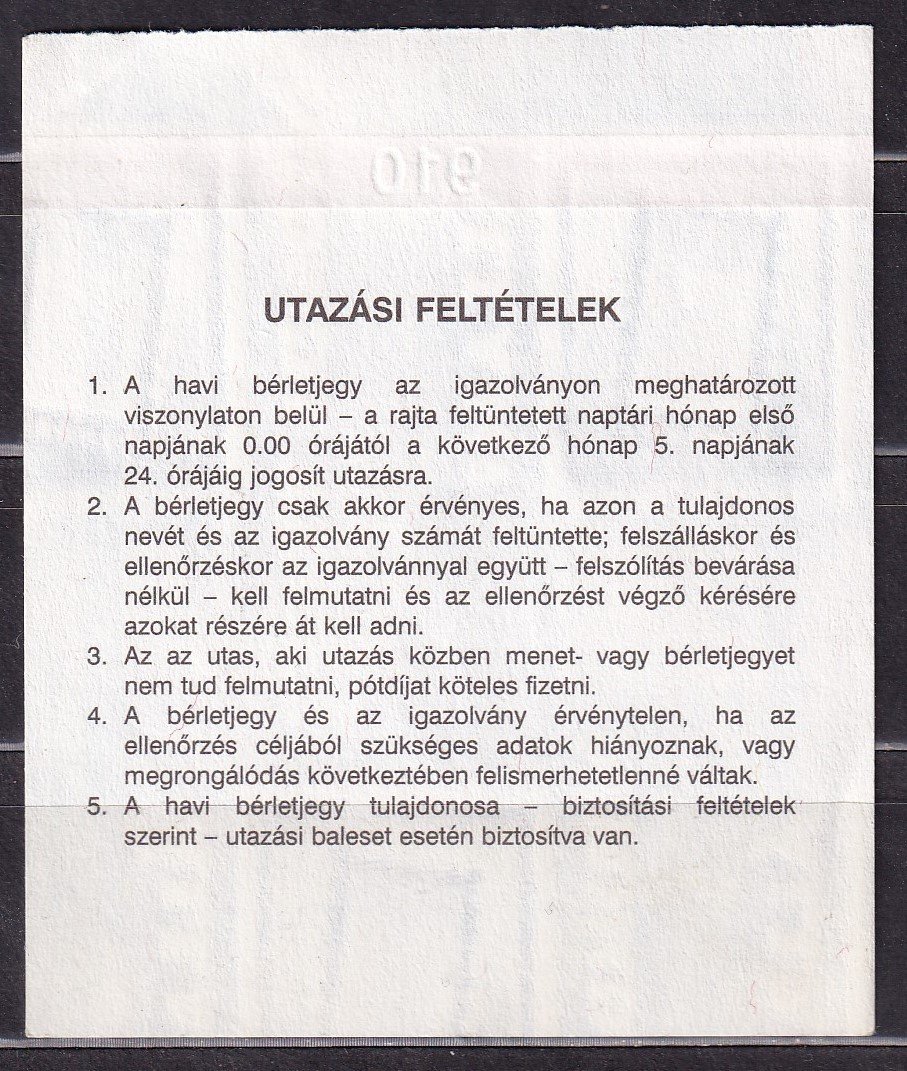 910
UTAZÁSI FELTÉTELEK
1. A havi bérletjegy az igazolványon meghatározott
viszonylaton belül – a rajta feltüntetett naptári hónap első
napjának 0.00 órájától a következő hónap 5. napjának
24. órájáig jogosít utazásra.
2. A bérletjegy csak akkor érvényes, ha azon a tulajdonos
nevét és az igazolvány számát feltüntette; felszálláskor és
ellenőrzéskor az igazolvánnyal együtt – felszólítás bevárása
nélkül – kell felmutatni és az ellenőrzést végző kérésére
azokat részére át kell adni.
3. Az az utas, aki utazás közben menet- vagy bérletjegyet
nem tud felmutatni, pótdíjat köteles fizetni.
4. A bérletjegy és az igazolvány érvénytelen, ha az
ellenőrzés céljából szükséges adatok hiányoznak, vagy
megrongálódás következtében felismerhetetlenné váltak.
5. A havi bérletjegy tulajdonosa – biztosítási feltételek
szerint – utazási baleset esetén biztosítva van.